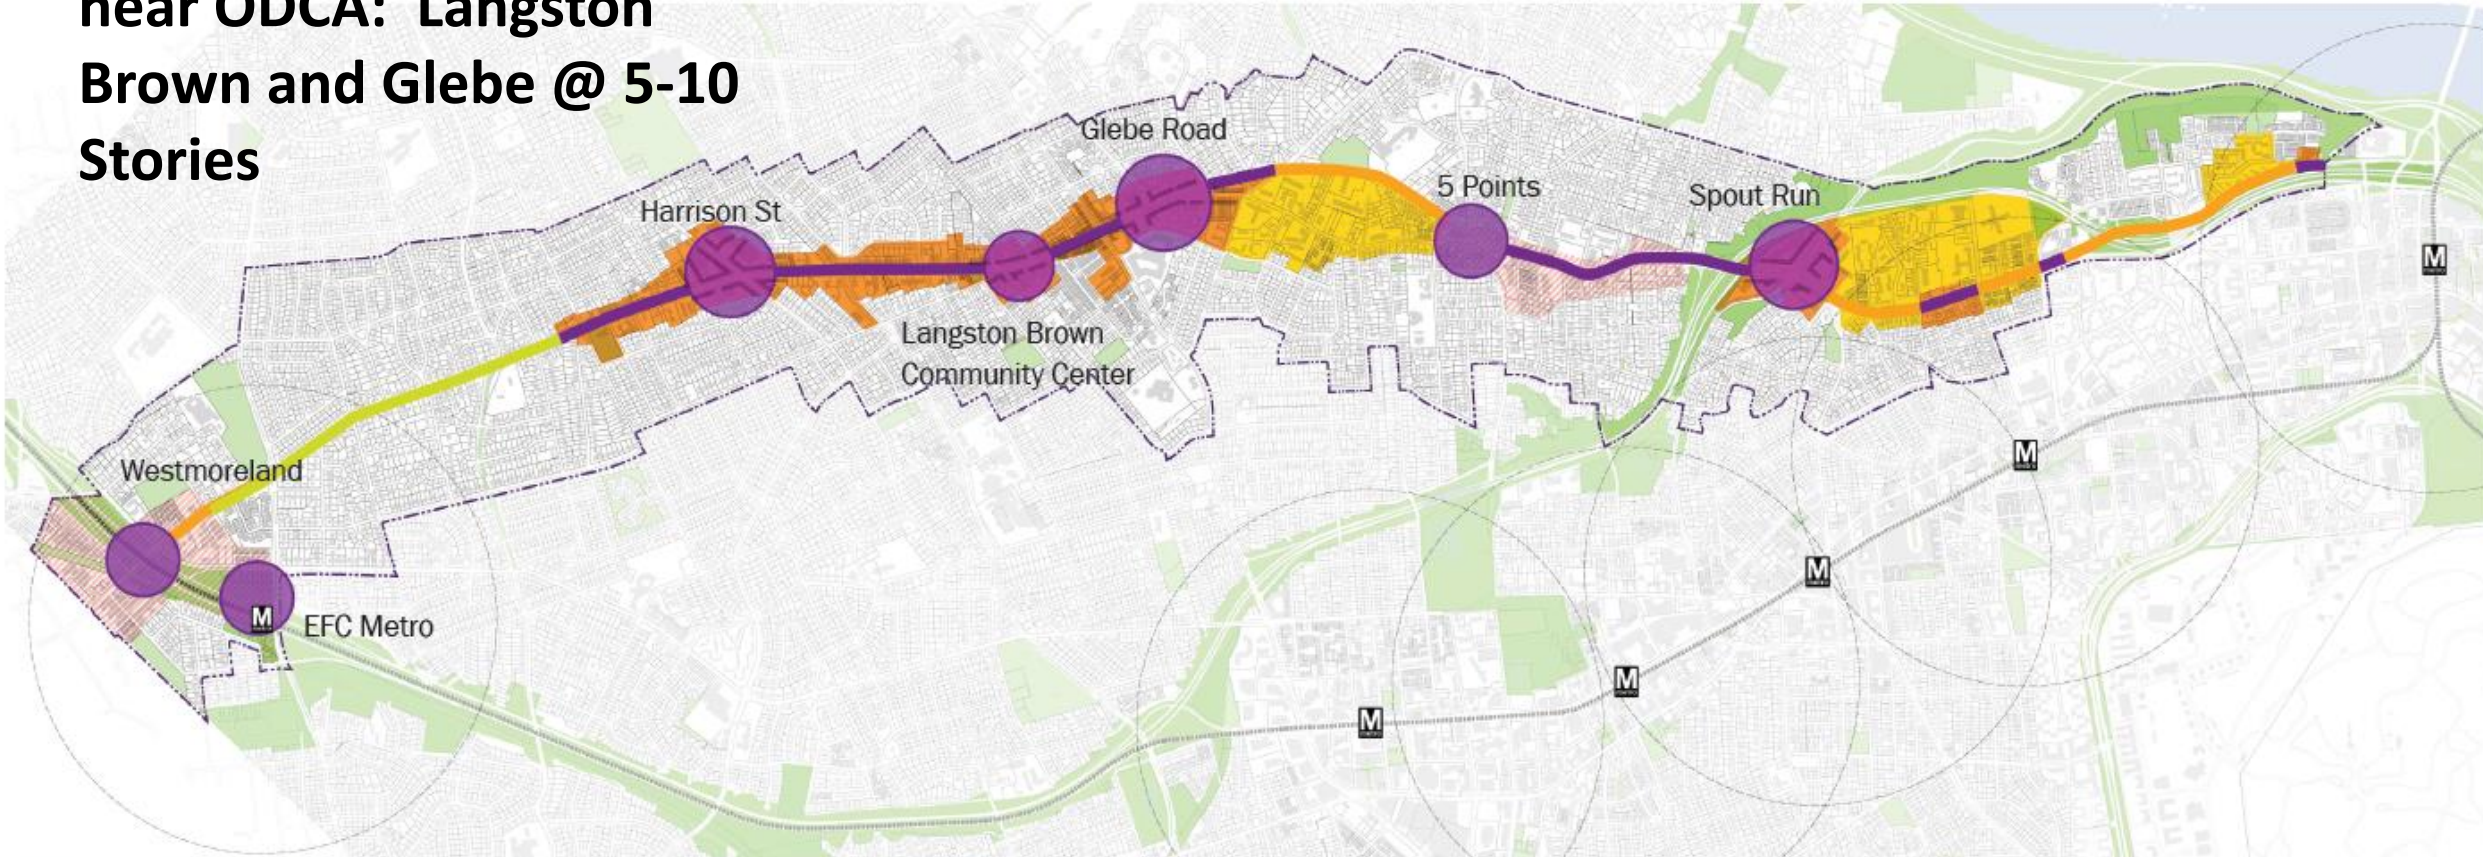 near ODCA: Langston
Brown and Glebe @ 5-10
Stories
Glebe Road
5 Points
Spout Run
Harrison St
Langston Brown
Community Center
Westmoreland
EFC Metro
M
M
M
M
M
M